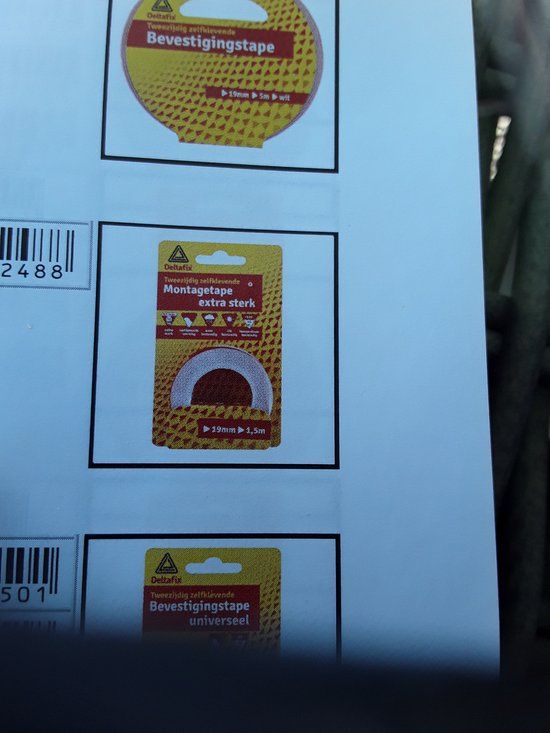 Deltafix
Tweezijdig zelfklevende
Bevestigingstape
19mm 5m wit
2488
Deltafix
Tweezijdig zelfklevende
Montagetape
extra sterk
19mm 1,5m
501
Deltafix
Tweezijdig zelfklevende
Bevestigingstape
universeel